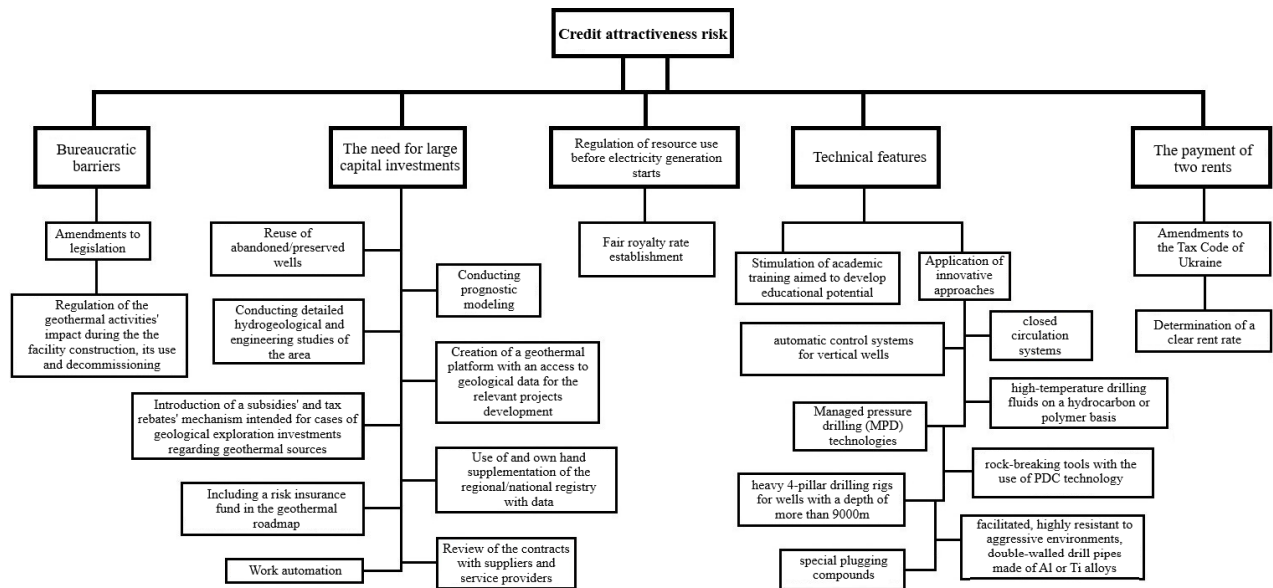 Credit attractiveness risk
Bureaucratic
barriers
The need for large
capital investments
Regulation of resource use
before electricity generation
starts
Technical features
The payment of
two rents
Amendments to
legislation
Regulation of the
geothermal activities'
impact during the the
facility construction, its use
and decommissioning
Reuse of
abandoned/preserved
wells
Conducting
prognostic
modeling
Conducting detailed
hydrogeological and
engineering studies of
the area
Creation of a geothermal
platform with an access to
geological data for the
relevant projects
development
Introduction of a subsidies' and tax
rebates' mechanism intended for cases of
geological exploration investments
regarding geothermal sources
Use of and own hand
supplementation of the
regional/national registry
with data
Including a risk insurance
fund in the geothermal
roadmap
Review of the contracts
with suppliers and
service providers
Work automation
Fair royalty rate
establishment
Stimulation of academic
training aimed to develop
educational potential
Application of
innovative
approaches
closed
circulation
systems
automatic control systems
for vertical wells
high-temperature drilling
fluids on a hydrocarbon or
polymer basis
Managed pressure
drilling (MPD)
technologies
rock-breaking tools with the
use of PDC technology
heavy 4-pillar drilling rigs
for wells with a depth of
more than 9000m
facilitated, highly resistant to
aggressive environments,
double-walled drill pipes
made of Al or Ti alloys
special plugging
compounds
Amendments to
the Tax Code of
Ukraine
Determination of a
clear rent rate